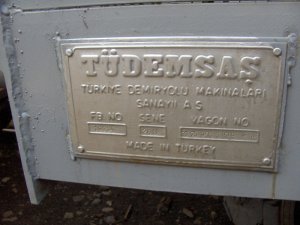 TÜDEMSAŞ
TÜRKİYE DEMİRYOLU MAKİNALARI
SANAYİİ A.Ş.
FB. NO. SENE VAGON NO
MADE IN TURKEY